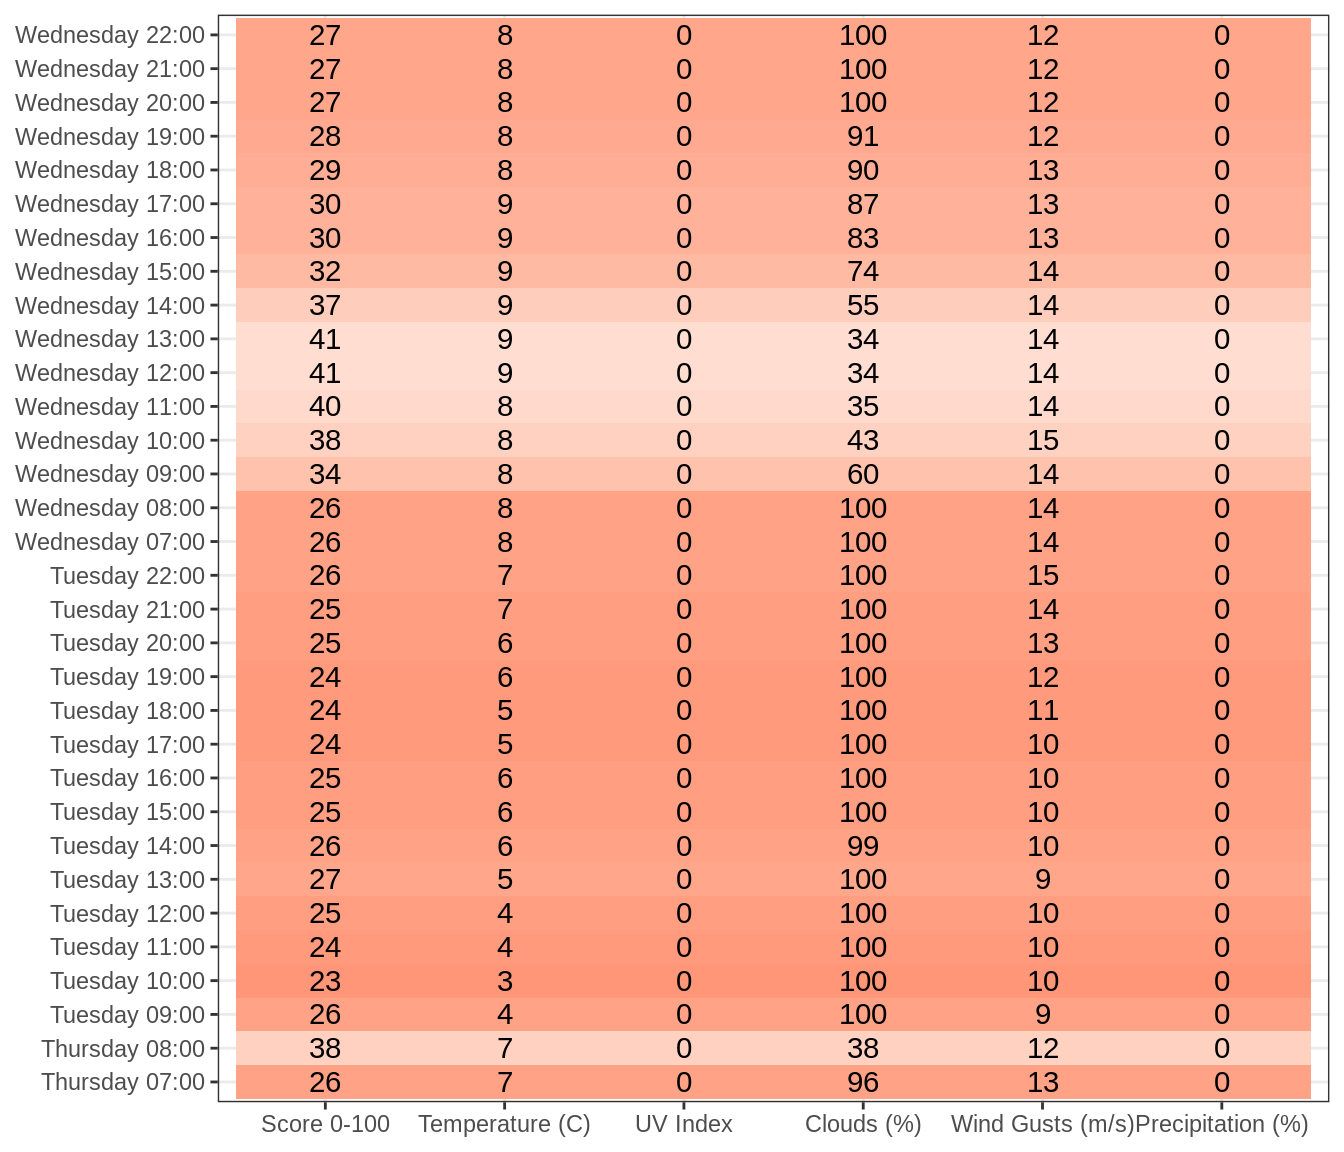 Wednesday 22:00 27 8 0 100 12 0
Wednesday 21:00 27 8 0 100 12 0
Wednesday 20:00 27 8 0 100 12 0
Wednesday 19:00 28 8 0 91 12 0
Wednesday 18:00 29 8 0 90 13 0
Wednesday 17:00 30 9 0 87 13 0
Wednesday 16:00 30 9 0 83 13 0
Wednesday 15:00 32 9 0 74 14 0
Wednesday 14:00 37 9 0 55 14 0
Wednesday 13:00 41 9 0 34 14 0
Wednesday 12:00 41 9 0 34 14 0
Wednesday 11:00 40 8 0 35 14 0
Wednesday 10:00 38 8 0 43 15 0
Wednesday 09:00 34 8 0 60 14 0
Wednesday 08:00 26 8 0 100 14 0
Wednesday 07:00 26 8 0 100 14 0
Tuesday 22:00 26 7 0 100 15 0
Tuesday 21:00 25 7 0 100 14 0
Tuesday 20:00 25 6 0 100 13 0
Tuesday 19:00 24 6 0 100 12 0
Tuesday 18:00 24 5 0 100 11 0
Tuesday 17:00 24 5 0 100 10 0
Tuesday 16:00 25 6 0 100 10 0
Tuesday 15:00 25 6 0 100 10 0
Tuesday 14:00 26 6 0 99 10 0
Tuesday 13:00 27 5 0 100 9 0
Tuesday 12:00 25 4 0 100 10 0
Tuesday 11:00 24 4 0 100 10 0
Tuesday 10:00 23 3 0 100 10 0
Tuesday 09:00 26 4 0 100 9 0
Thursday 08:00 38 7 0 38 12 0
Thursday 07:00 26 7 0 96 13 0
Score 0-100 Temperature (C) UV Index Clouds (%) Wind Gusts (m/s) Precipitation (%)